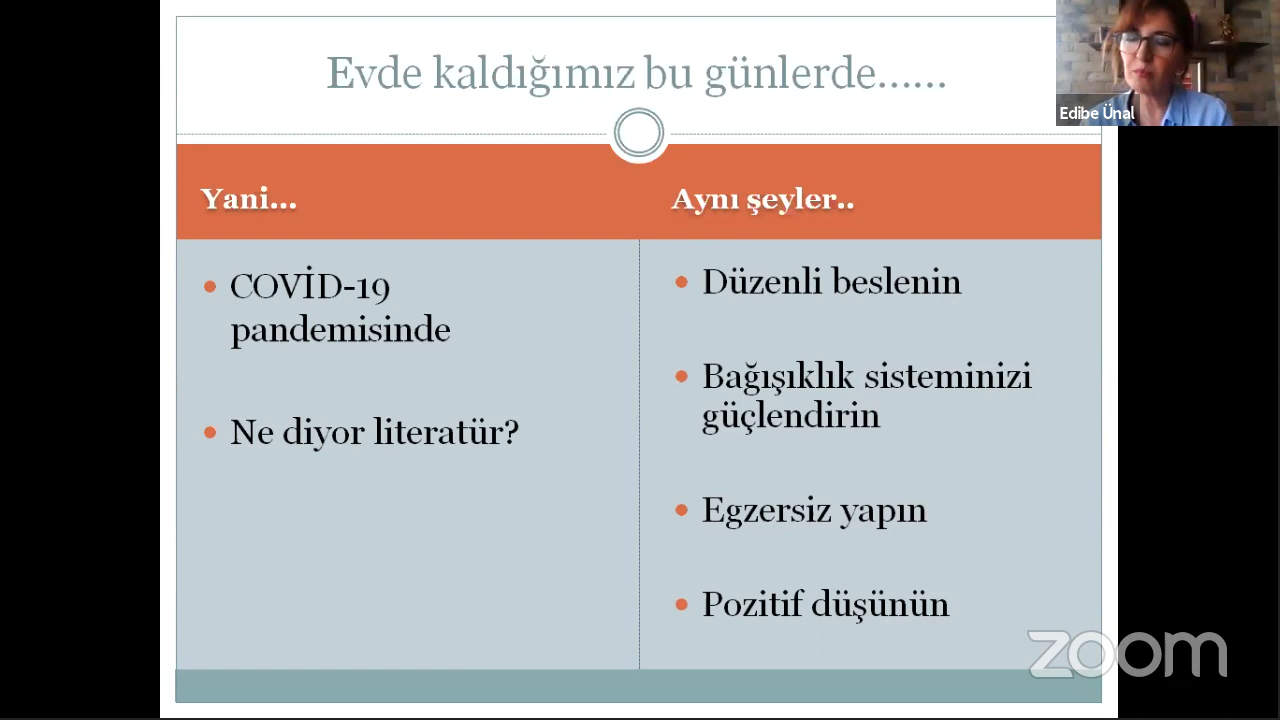 Evde kaldığımız bu günlerde......
Edibe Ünal
Yani...
Aynı şeyler..
• COVİD-19
pandemisinde
• Ne diyor literatür?
• Düzenli beslenin
• Bağışıklık sisteminizi
güçlendirin
• Egzersiz yapın
• Pozitif düşünün
zoom